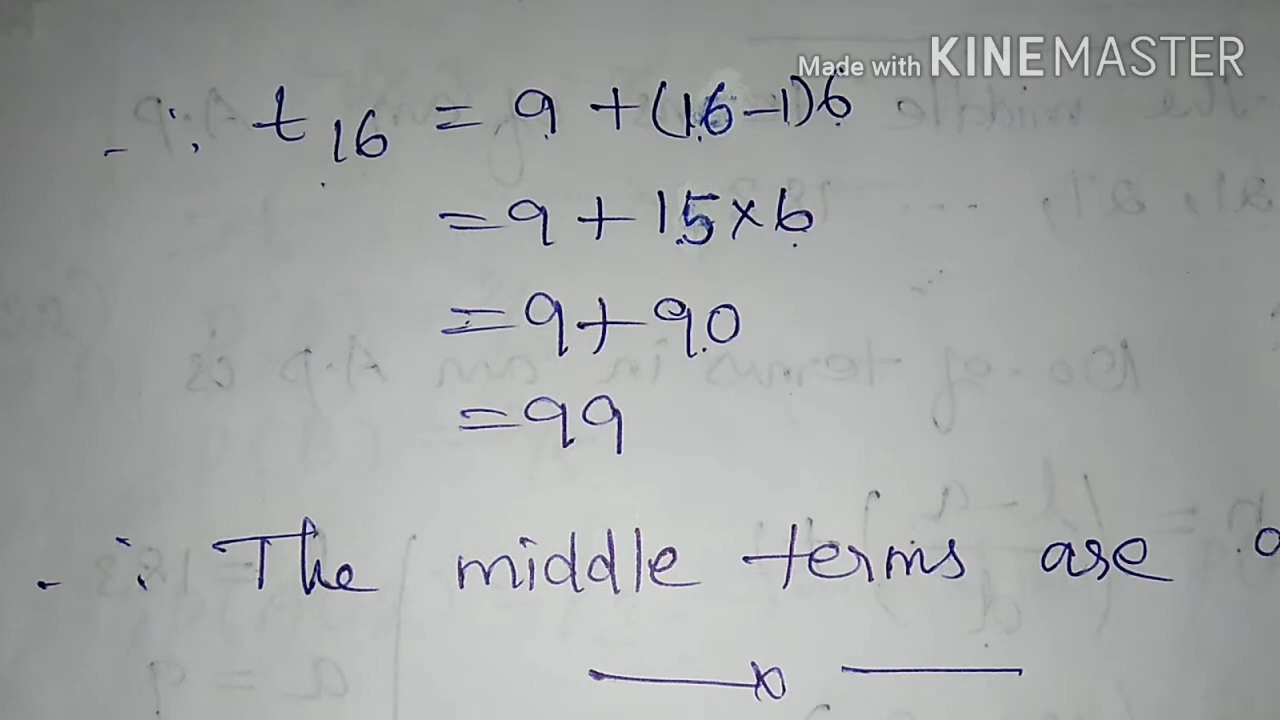 Made with KINEMASTER
∴ t16 = 9 + (16-1)6
= 9 + 15×6
= 9 + 90
= 99
∴ The middle terms are